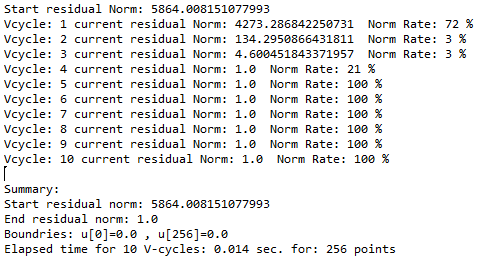 Start residual Norm: 5864.008151077993
Vcycle: 1 current residual Norm: 4273.286842250731  Norm Rate: 72 %
Vcycle: 2 current residual Norm: 134.2950866431811  Norm Rate: 3 %
Vcycle: 3 current residual Norm: 4.600451843371957  Norm Rate: 3 %
Vcycle: 4 current residual Norm: 1.0  Norm Rate: 21 %
Vcycle: 5 current residual Norm: 1.0  Norm Rate: 100 %
Vcycle: 6 current residual Norm: 1.0  Norm Rate: 100 %
Vcycle: 7 current residual Norm: 1.0  Norm Rate: 100 %
Vcycle: 8 current residual Norm: 1.0  Norm Rate: 100 %
Vcycle: 9 current residual Norm: 1.0  Norm Rate: 100 %
Vcycle: 10 current residual Norm: 1.0  Norm Rate: 100 %
Summary:
Start residual norm: 5864.008151077993
End residual norm: 1.0
Boundries: u[0]=0.0 , u[256]=0.0
Elapsed time for 10 V-cycles: 0.014 sec. for: 256 points